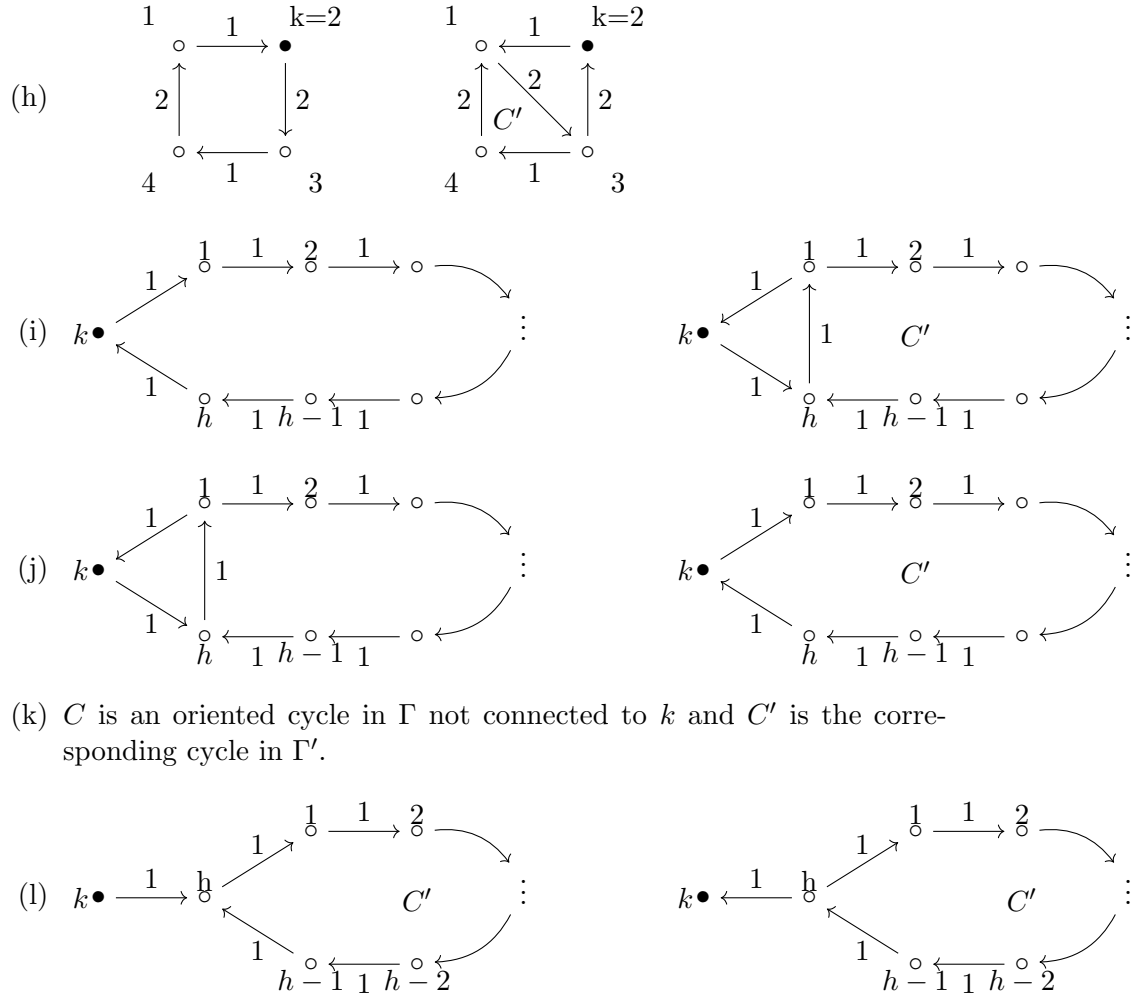 1 1 k=2 1 1 k=2
(h) 2 2 2 2 2
C′
4 1 3 4 1 3
1 1 2 1 1 1 2 1
1 1
(i) k ⋮ k 1 C′ ⋮
1 1
h 1 h − 1 1 h 1 h − 1 1
1 1 2 1 1 1 2 1
1 1
(j) k 1 ⋮ k C′ ⋮
1 1
h 1 h − 1 1 h 1 h − 1 1
(k) C is an oriented cycle in Γ not connected to k and C′ is the corre-
sponding cycle in Γ′.
1 1 2 1 1 2
1 1
(l) k 1 h C′ ⋮ k 1 h C′ ⋮
1 1
h − 1 1 h − 2 h − 1 1 h − 2